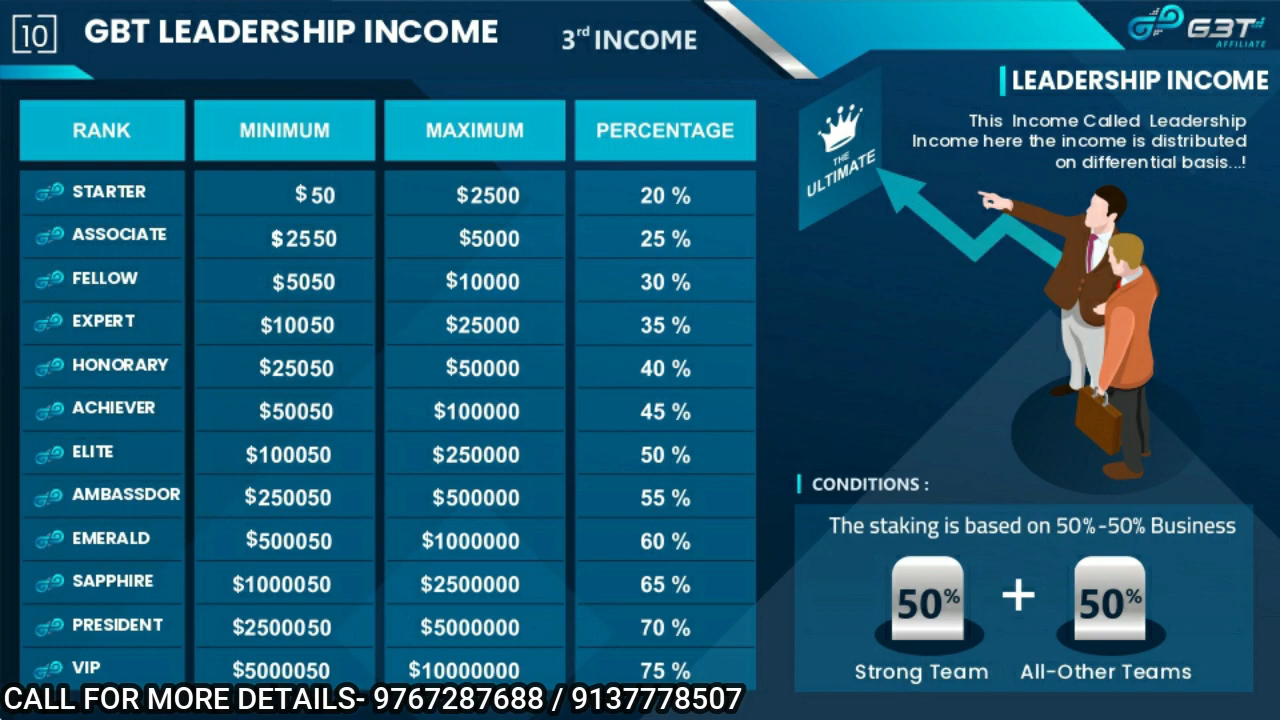 10
GBT LEADERSHIP INCOME
3rd INCOME
G3T
AFFILIATE
RANK MINIMUM MAXIMUM PERCENTAGE
STARTER $50 $2500 20 %
ASSOCIATE $2550 $5000 25 %
FELLOW $5050 $10000 30 %
EXPERT $10050 $25000 35 %
HONORARY $25050 $50000 40 %
ACHIEVER $50050 $100000 45 %
ELITE $100050 $250000 50 %
AMBASSDOR $250050 $500000 55 %
EMERALD $500050 $1000000 60 %
SAPPHIRE $1000050 $2500000 65 %
PRESIDENT $2500050 $5000000 70 %
VIP $5000050 $10000000 75 %
LEADERSHIP INCOME
This Income Called Leadership
Income here the income is distributed
on differential basis...!
THE
ULTIMATE
CONDITIONS :
The staking is based on 50%-50% Business
50% + 50%
Strong Team All-Other Teams
CALL FOR MORE DETAILS- 9767287688 / 9137778507